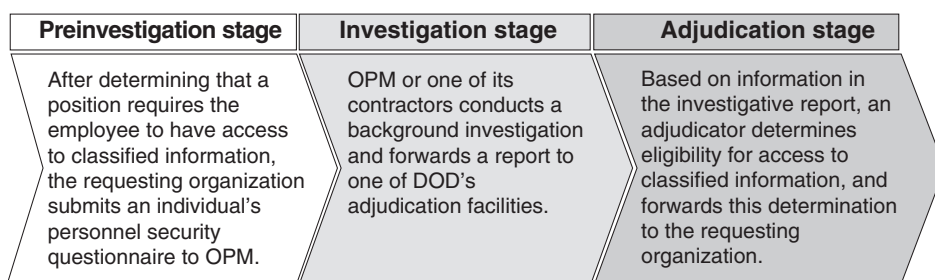 Preinvestigation stage
After determining that a
position requires the
employee to have access
to classified information,
the requesting organization
submits an individual's
personnel security
questionnaire to OPM.
Investigation stage
OPM or one of its
contractors conducts a
background investigation
and forwards a report to
one of DOD's
adjudication facilities.
Adjudication stage
Based on information in
the investigative report, an
adjudicator determines
eligibility for access to
classified information, and
forwards this determination
to the requesting
organization.